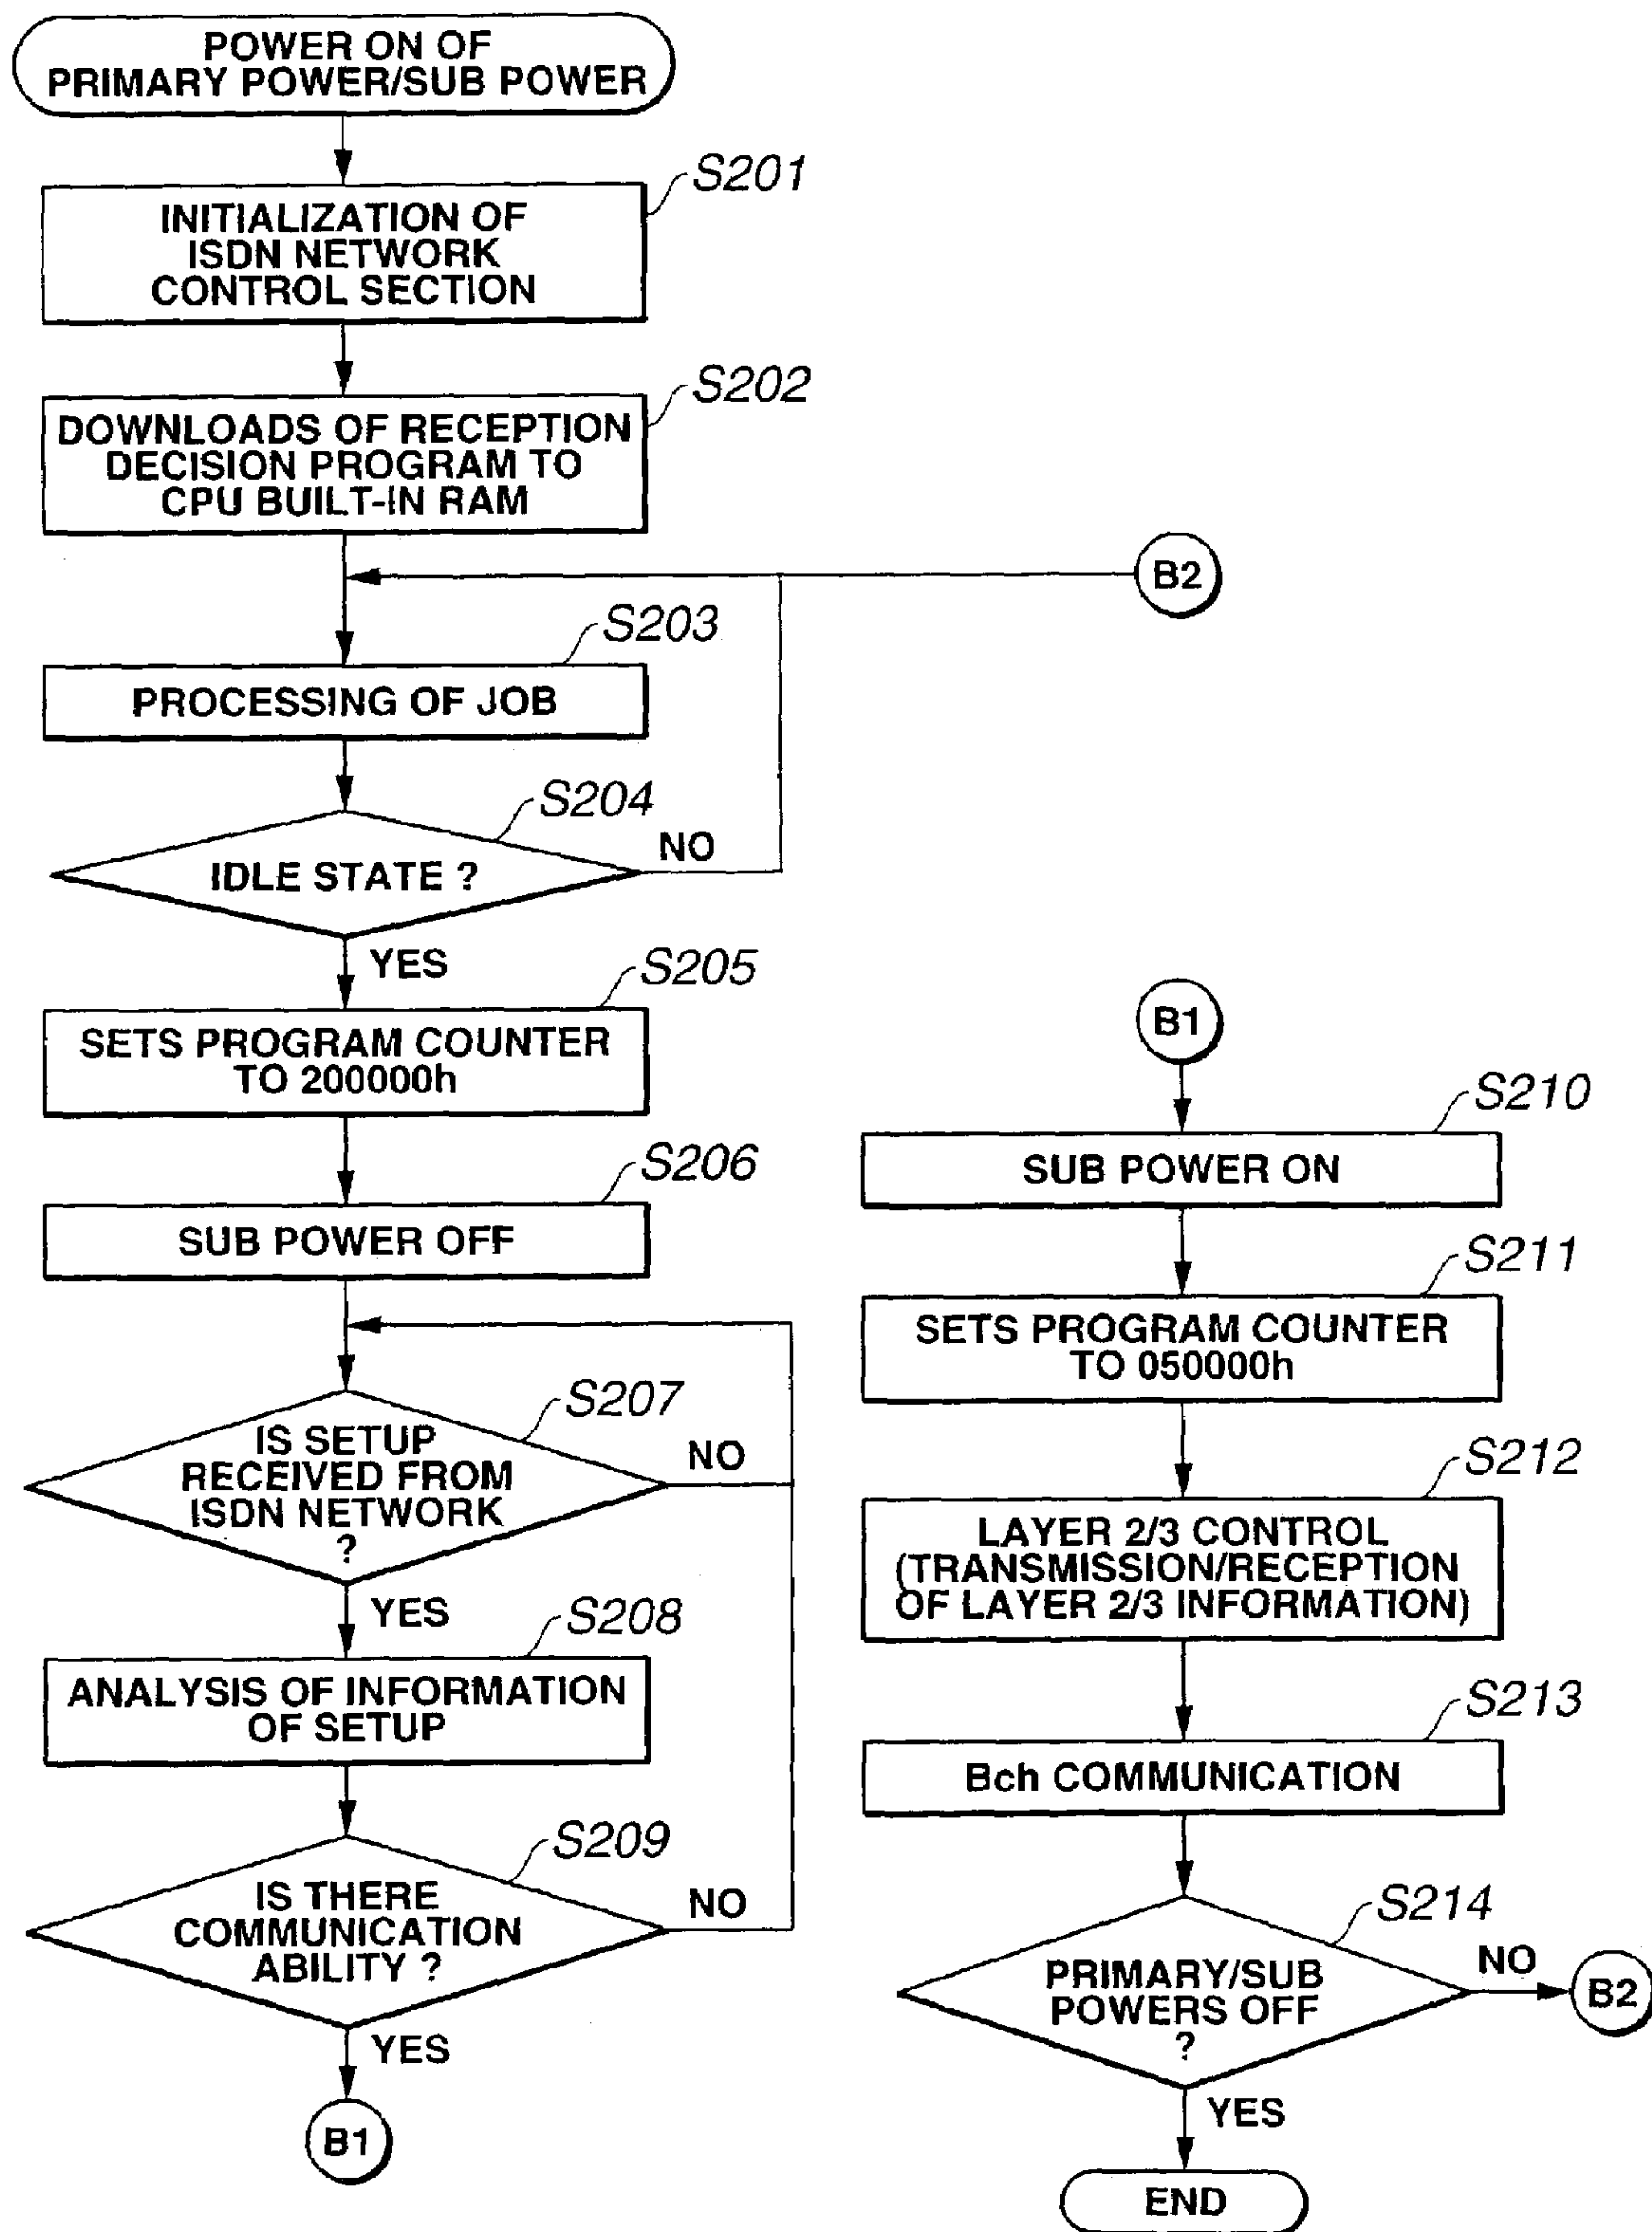 POWER ON OF
PRIMARY POWER/SUB POWER
S201
INITIALIZATION OF
ISDN NETWORK
CONTROL SECTION
S202
DOWNLOADS OF RECEPTION
DECISION PROGRAM TO
CPU BUILT-IN RAM
B2
S203
PROCESSING OF JOB
S204
IDLE STATE ?
NO
YES
S205
SETS PROGRAM COUNTER
TO 200000h
S206
SUB POWER OFF
S207
IS SETUP
RECEIVED FROM
ISDN NETWORK
?
NO
YES
S208
ANALYSIS OF INFORMATION
OF SETUP
S209
IS THERE
COMMUNICATION
ABILITY ?
NO
YES
B1
B1
S210
SUB POWER ON
S211
SETS PROGRAM COUNTER
TO 050000h
S212
LAYER 2/3 CONTROL
(TRANSMISSION/RECEPTION
OF LAYER 2/3 INFORMATION)
S213
Bch COMMUNICATION
S214
PRIMARY/SUB
POWERS OFF
?
NO
B2
YES
END